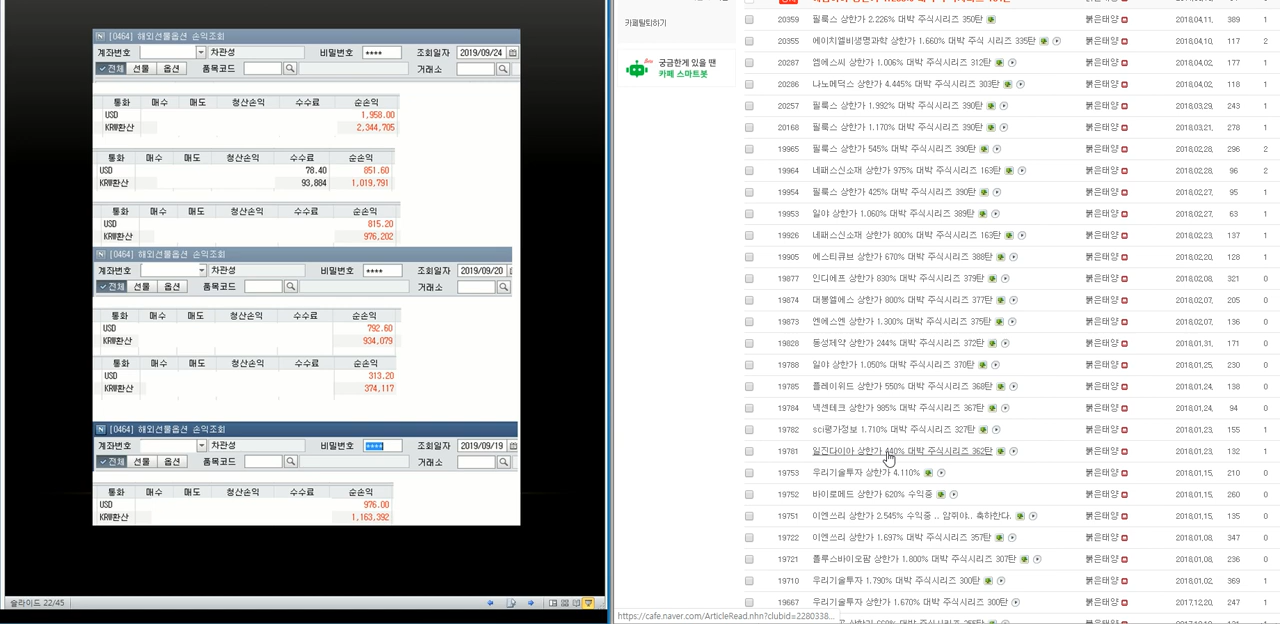 [0464] 해외선물옵션 손익조회
계좌번호 차관성 비밀번호 **** 조회일자 2019/09/24
전체 선물 옵션 품목코드 거래소
통화 매수 매도 청산손익 수수료 순손익
USD 1,958.00
KRW환산 2,344,705
통화 매수 매도 청산손익 수수료 순손익
USD 78.40 851.60
KRW환산 93,884 1,019,791
통화 매수 매도 청산손익 수수료 순손익
USD 815.20
KRW환산 976,202
[0464] 해외선물옵션 손익조회
계좌번호 차관성 비밀번호 **** 조회일자 2019/09/20
전체 선물 옵션 품목코드 거래소
통화 매수 매도 청산손익 수수료 순손익
USD 792.60
KRW환산 934,079
통화 매수 매도 청산손익 수수료 순손익
USD 313.20
KRW환산 374,117
[0464] 해외선물옵션 손익조회
계좌번호 차관성 비밀번호 **** 조회일자 2019/09/19
전체 선물 옵션 품목코드 거래소
통화 매수 매도 청산손익 수수료 순손익
USD 976.00
KRW환산 1,163,392
슬라이드 22/45
카페탈퇴하기
궁금한게 있을 땐
카페 스마트봇
20359 필룩스 상한가 2.226% 대박 주식시리즈 350탄 붉은태양 2018.04.11. 389 1
20355 에이치엘비생명과학 상한가 1.660% 대박 주식 시리즈 335탄 붉은태양 2018.04.10. 117 2
20287 엠에스씨 상한가 1.006% 대박 주식시리즈 312탄 붉은태양 2018.04.02. 177 1
20286 나노메덕스 상한가 4.445% 대박 주식시리즈 303탄 붉은태양 2018.04.02. 118 1
20257 필룩스 상한가 1.992% 대박 주식시리즈 390탄 붉은태양 2018.03.29. 243 1
20168 필룩스 상한가 1.170% 대박 주식시리즈 390탄 붉은태양 2018.03.21. 278 1
19965 필룩스 상한가 545% 대박 주식시리즈 390탄 붉은태양 2018.02.28. 296 2
19964 네패스신소재 상한가 975% 대박 주식시리즈 163탄 붉은태양 2018.02.28. 96 2
19954 필룩스 상한가 425% 대박 주식시리즈 390탄 붉은태양 2018.02.27. 95 1
19953 일야 상한가 1.060% 대박 주식시리즈 389탄 붉은태양 2018.02.27. 63 1
19926 네패스신소재 상한가 800% 대박 주식시리즈 163탄 붉은태양 2018.02.23. 137 1
19905 에스티큐브 상한가 670% 대박 주식시리즈 388탄 붉은태양 2018.02.20. 128 1
19877 인디에프 상한가 830% 대박 주식시리즈 379탄 붉은태양 2018.02.08. 321 0
19874 대봉엘에스 상한가 800% 대박 주식시리즈 377탄 붉은태양 2018.02.07. 205 0
19873 엔에스엔 상한가 1.300% 대박 주식시리즈 375탄 붉은태양 2018.02.07. 136 0
19828 동성제약 상한가 244% 대박 주식시리즈 372탄 붉은태양 2018.01.31. 171 0
19788 일야 상한가 1.050% 대박 주식시리즈 370탄 붉은태양 2018.01.25. 230 0
19785 플레이위드 상한가 550% 대박 주식시리즈 368탄 붉은태양 2018.01.24. 138 0
19784 넥센테크 상한가 985% 대박 주식시리즈 367탄 붉은태양 2018.01.24. 94 0
19782 sci평가정보 1.710% 대박 주식시리즈 327탄 붉은태양 2018.01.23. 155 1
19781 일진다이아 상한가 440% 대박 주식시리즈 362탄 붉은태양 2018.01.23. 132 1
19753 우리기술투자 상한가 4.110% 붉은태양 2018.01.15. 210 0
19752 바이로메드 상한가 620% 수익중 붉은태양 2018.01.15. 260 0
19751 이엔쓰리 상한가 2.545% 수익중 .. 압쥐야.. 축하한다. 붉은태양 2018.01.15. 135 0
19722 이엔쓰리 상한가 1.697% 대박 주식시리즈 357탄 붉은태양 2018.01.08. 347 0
19721 플루스바이오팜 상한가 1.800% 대박 주식시리즈 307탄 붉은태양 2018.01.08. 236 0
19710 우리기술투자 1.790% 대박 주식시리즈 300탄 붉은태양 2018.01.02. 369 1
19667 우리기술투자 상한가 1.670% 대박 주식시리즈 300탄 붉은태양 2017.12.20. 247 1
https://cafe.naver.com/ArticleRead.nhn?clubid=2280338...